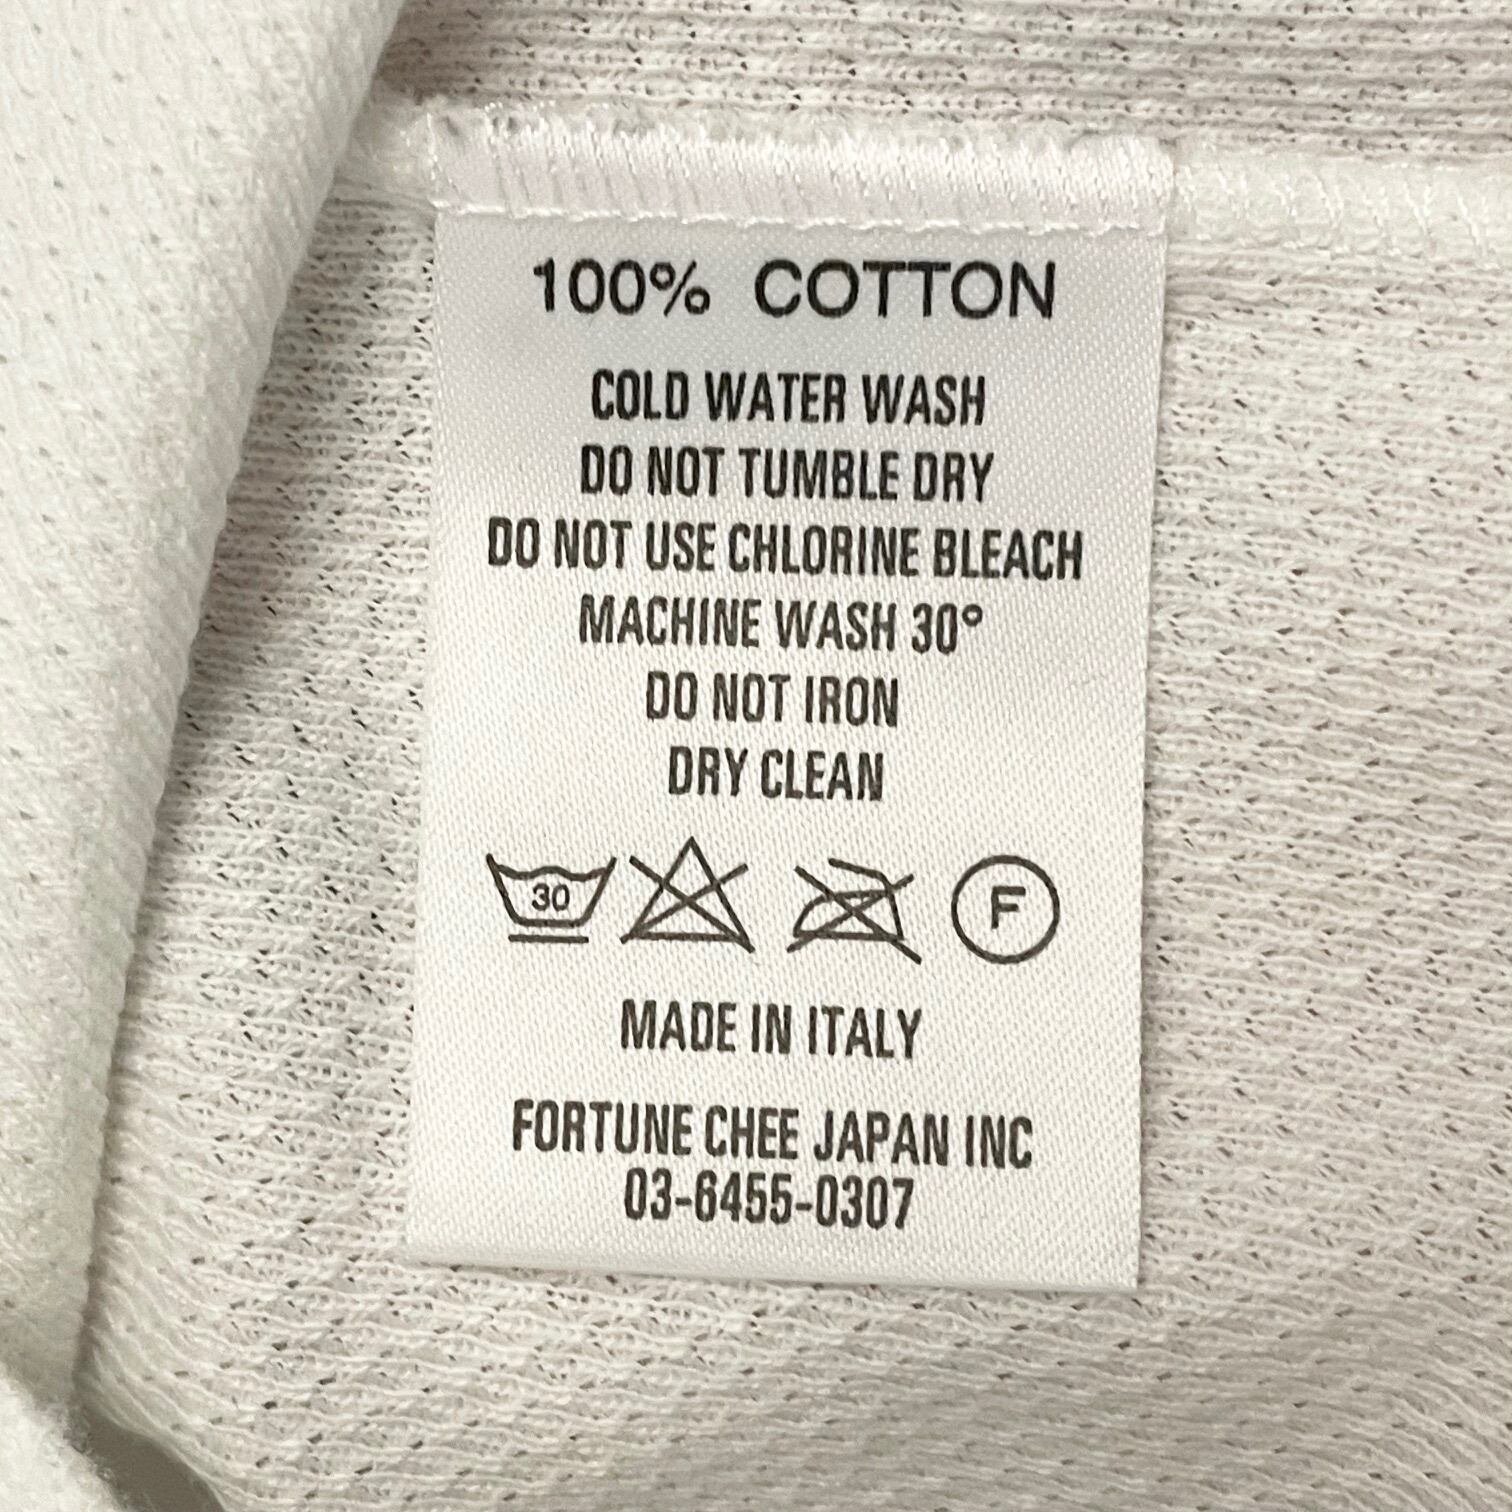 100% COTTON
COLD WATER WASH
DO NOT TUMBLE DRY
DO NOT USE CHLORINE BLEACH
MACHINE WASH 30°
DO NOT IRON
DRY CLEAN
30 F
MADE IN ITALY
FORTUNE CHEE JAPAN INC
03-6455-0307